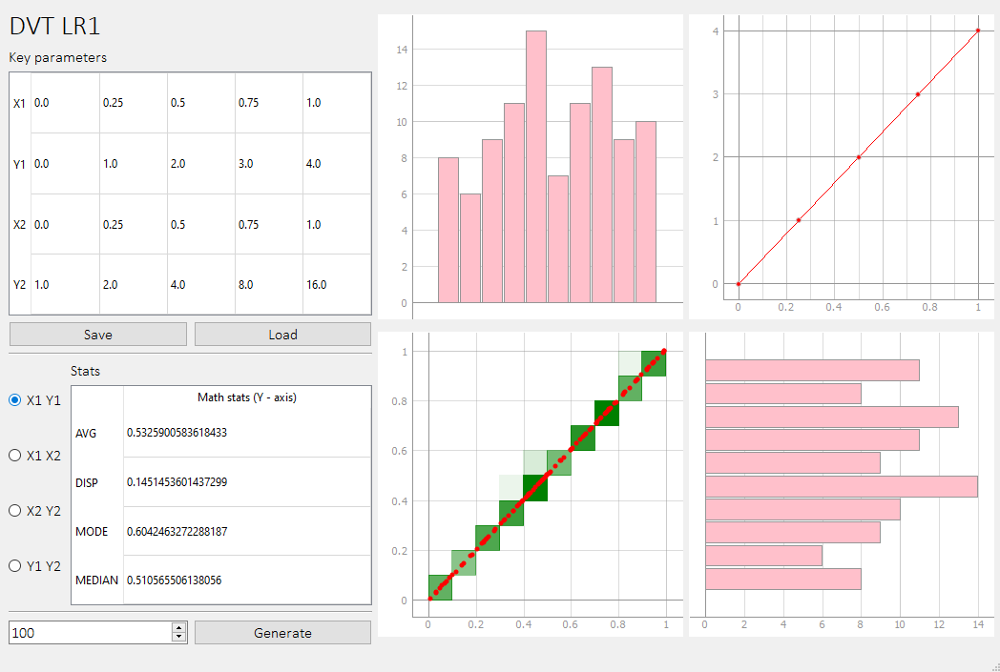 DVT LR1
Key parameters
X1 0.0 0.25 0.5 0.75 1.0
Y1 0.0 1.0 2.0 3.0 4.0
X2 0.0 0.25 0.5 0.75 1.0
Y2 1.0 2.0 4.0 8.0 16.0
Save Load
Stats
X1 Y1
X1 X2
X2 Y2
Y1 Y2
Math stats (Y - axis)
AVG 0.5325900583618433
DISP 0.1451453601437299
MODE 0.6042463272288187
MEDIAN 0.510565506138056
100 Generate
14
12
10
8
6
4
2
0
4
3
2
1
0
0 0.2 0.4 0.6 0.8 1
1
0.8
0.6
0.4
0.2
0
0 0.2 0.4 0.6 0.8 1
0 2 4 6 8 10 12 14